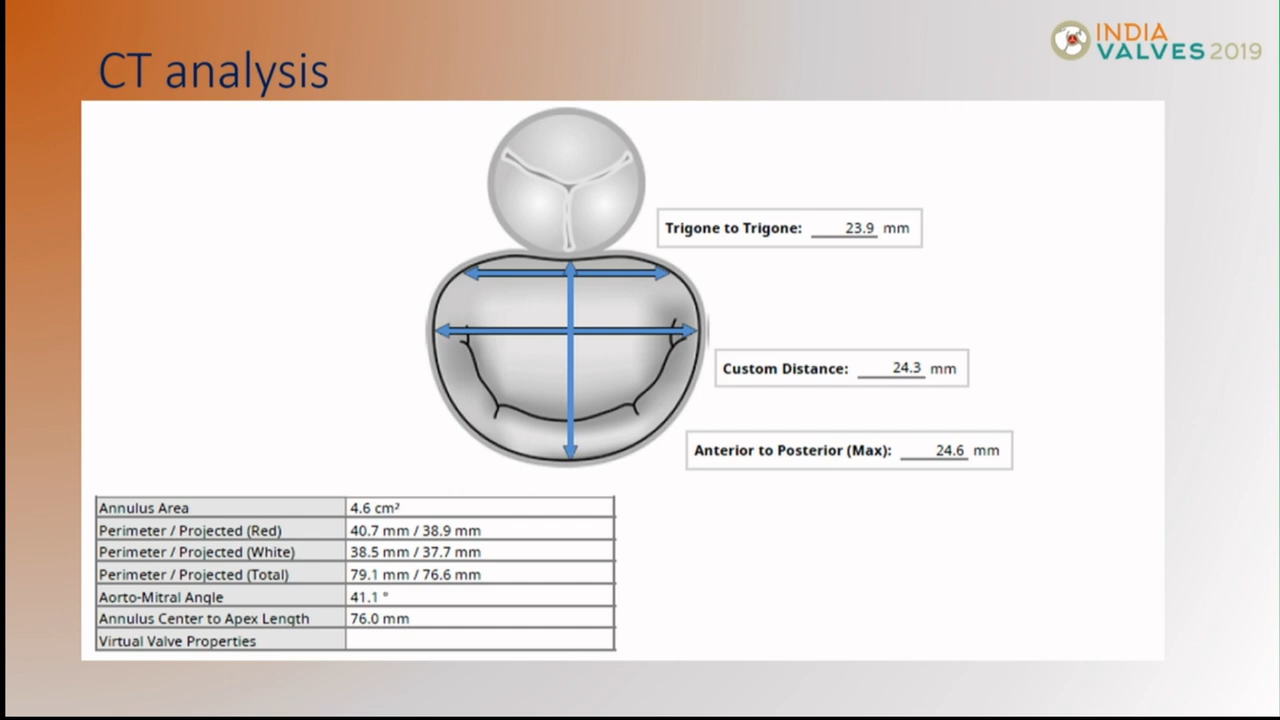 INDIA
VALVES 2019
CT analysis
Trigone to Trigone: 23.9 mm
Custom Distance: 24.3 mm
Anterior to Posterior (Max): 24.6 mm
Annulus Area 4.6 cm²
Perimeter / Projected (Red) 40.7 mm / 38.9 mm
Perimeter / Projected (White) 38.5 mm / 37.7 mm
Perimeter / Projected (Total) 79.1 mm / 76.6 mm
Aorto-Mitral Angle 41.1 °
Annulus Center to Apex Length 76.0 mm
Virtual Valve Properties